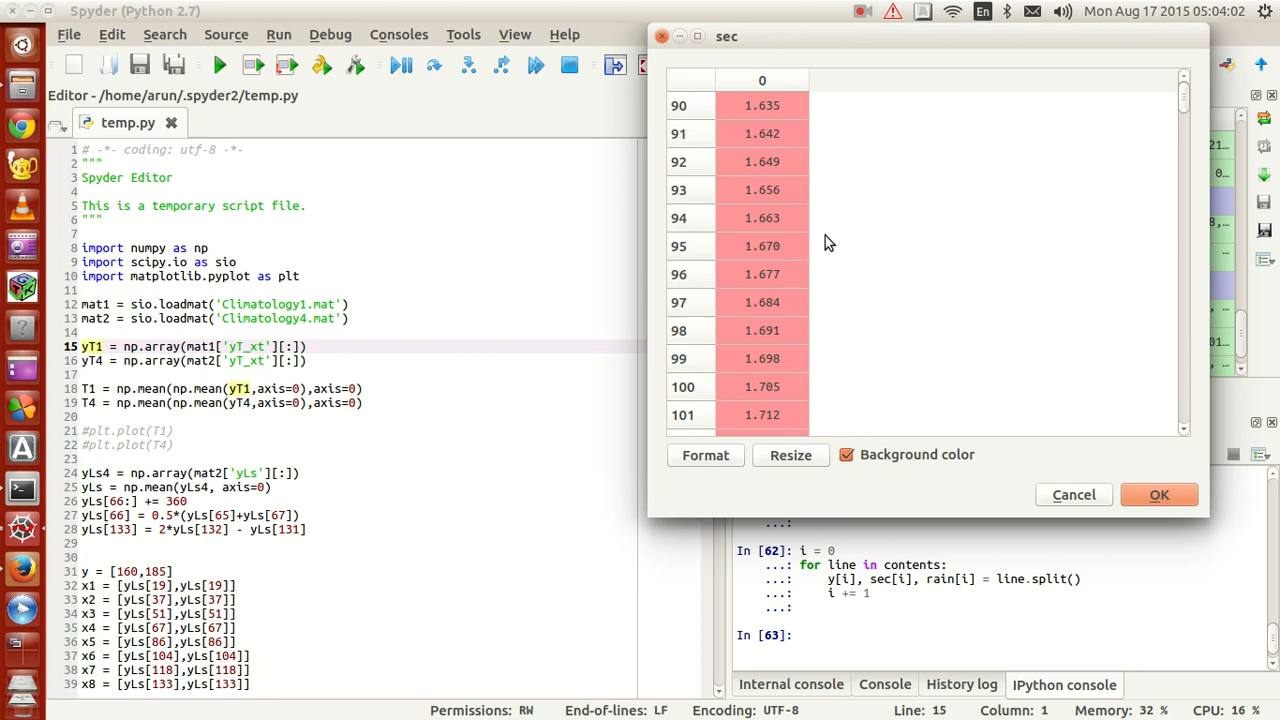 Spyder (Python 2.7)
En
Mon Aug 17 2015 05:04:02
File Edit Search Source Run Debug Consoles Tools View Help
Editor - /home/arun/.spyder2/temp.py
temp.py
1 # -*- coding: utf-8 -*-
2 """
3 Spyder Editor
4
5 This is a temporary script file.
6 """
7
8 import numpy as np
9 import scipy.io as sio
10 import matplotlib.pyplot as plt
11
12 mat1 = sio.loadmat('Climatology1.mat')
13 mat2 = sio.loadmat('Climatology4.mat')
14
15 yT1 = np.array(mat1['yT_xt'][:])
16 yT4 = np.array(mat2['yT_xt'][:])
17
18 T1 = np.mean(np.mean(yT1,axis=0),axis=0)
19 T4 = np.mean(np.mean(yT4,axis=0),axis=0)
20
21 #plt.plot(T1)
22 #plt.plot(T4)
23
24 yLs4 = np.array(mat2['yLs'][:])
25 yLs = np.mean(yLs4, axis=0)
26 yLs[66:] += 360
27 yLs[66] = 0.5*(yLs[65]+yLs[67])
28 yLs[133] = 2*yLs[132] - yLs[131]
29
30
31 y = [160,185]
32 x1 = [yLs[19],yLs[19]]
33 x2 = [yLs[37],yLs[37]]
34 x3 = [yLs[51],yLs[51]]
35 x4 = [yLs[67],yLs[67]]
36 x5 = [yLs[86],yLs[86]]
37 x6 = [yLs[104],yLs[104]]
38 x7 = [yLs[118],yLs[118]]
39 x8 = [yLs[133],yLs[133]]
sec
0
90 1.635
91 1.642
92 1.649
93 1.656
94 1.663
95 1.670
96 1.677
97 1.684
98 1.691
99 1.698
100 1.705
101 1.712
Format Resize Background color
Cancel OK
...:
In [62]: i = 0
...: for line in contents:
...: y[i], sec[i], rain[i] = line.split()
...: i += 1
...:
In [63]:
Internal console Console History log IPython console
Permissions: RW End-of-lines: LF Encoding: UTF-8 Line: 15 Column: 1 Memory: 32 % CPU: 16 %